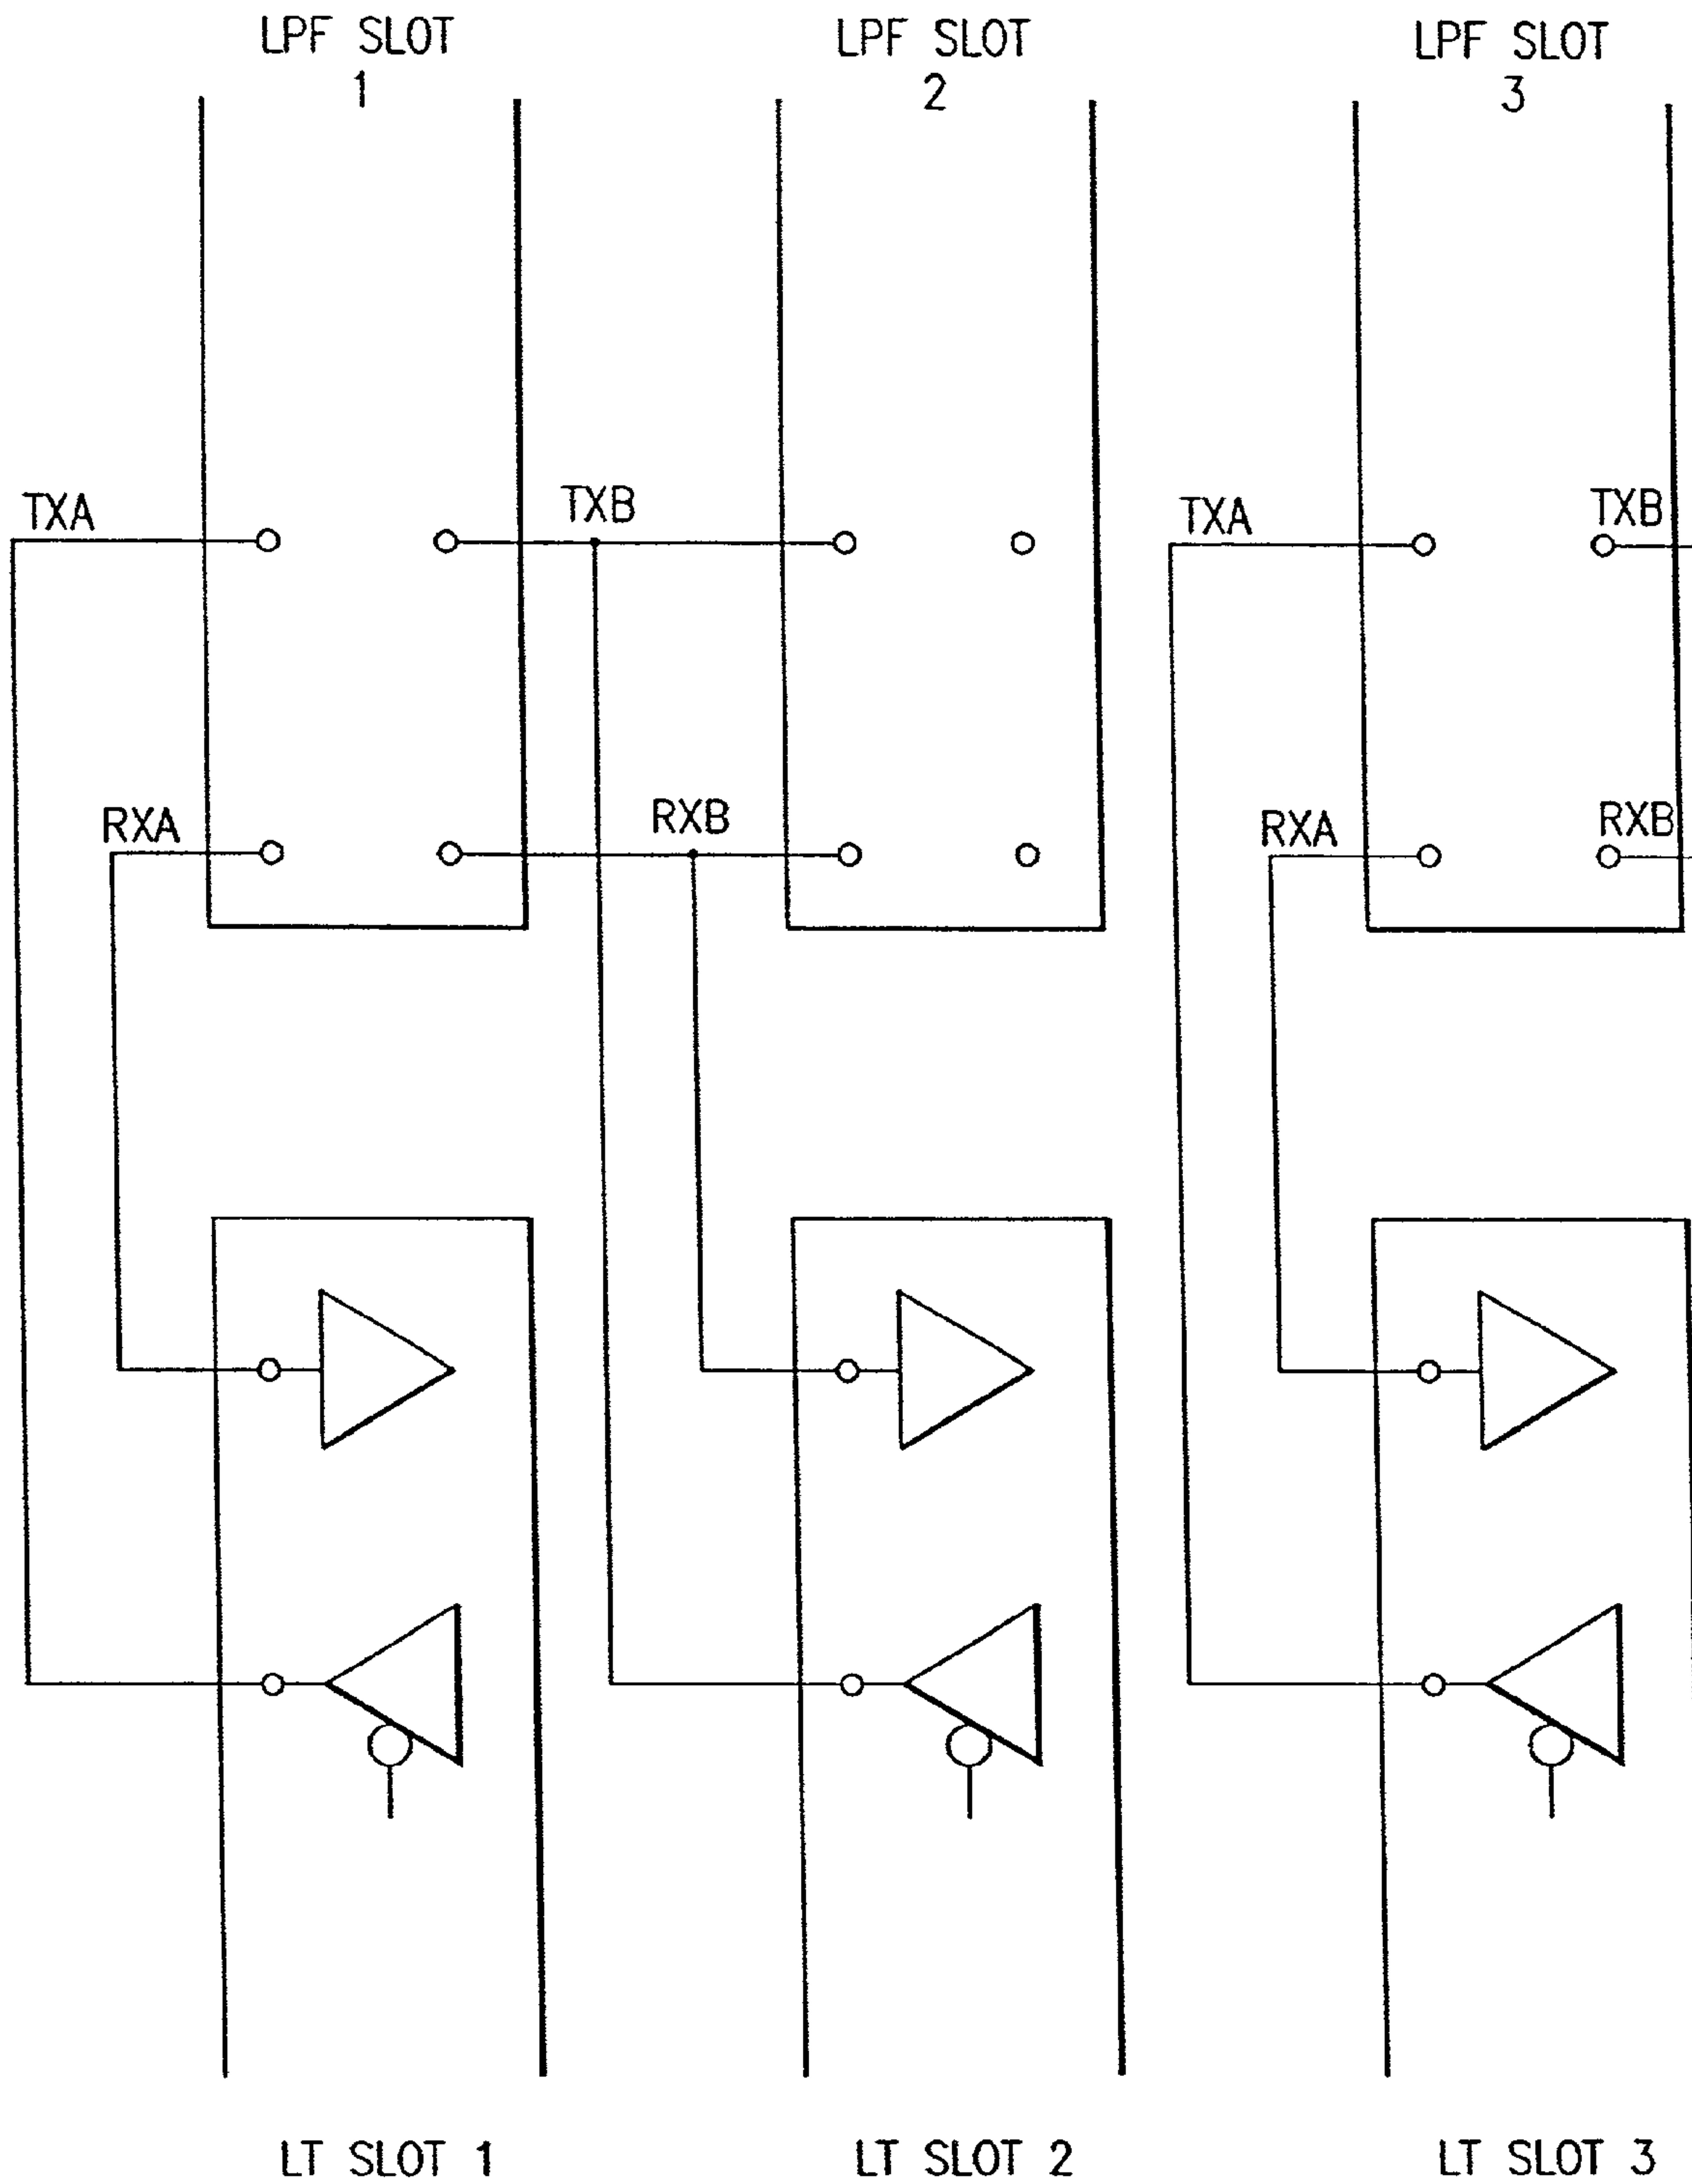 LPF SLOT
1
LPF SLOT
2
LPF SLOT
3
TXA
TXB
TXA
TXB
RXA
RXB
RXA
RXB
LT SLOT 1
LT SLOT 2
LT SLOT 3